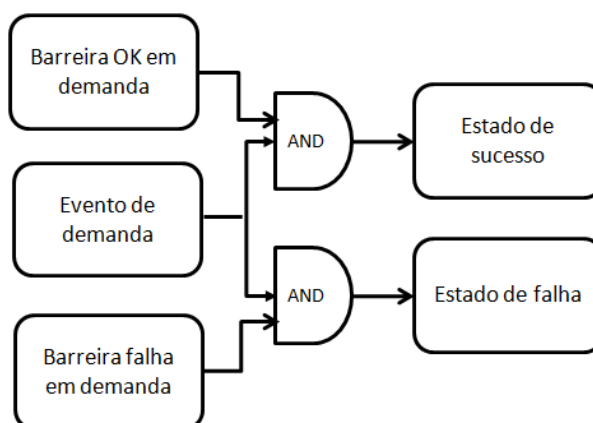 Barreira OK em
demanda
AND
Estado de
sucesso
Evento de
demanda
AND
Estado de falha
Barreira falha
em demanda